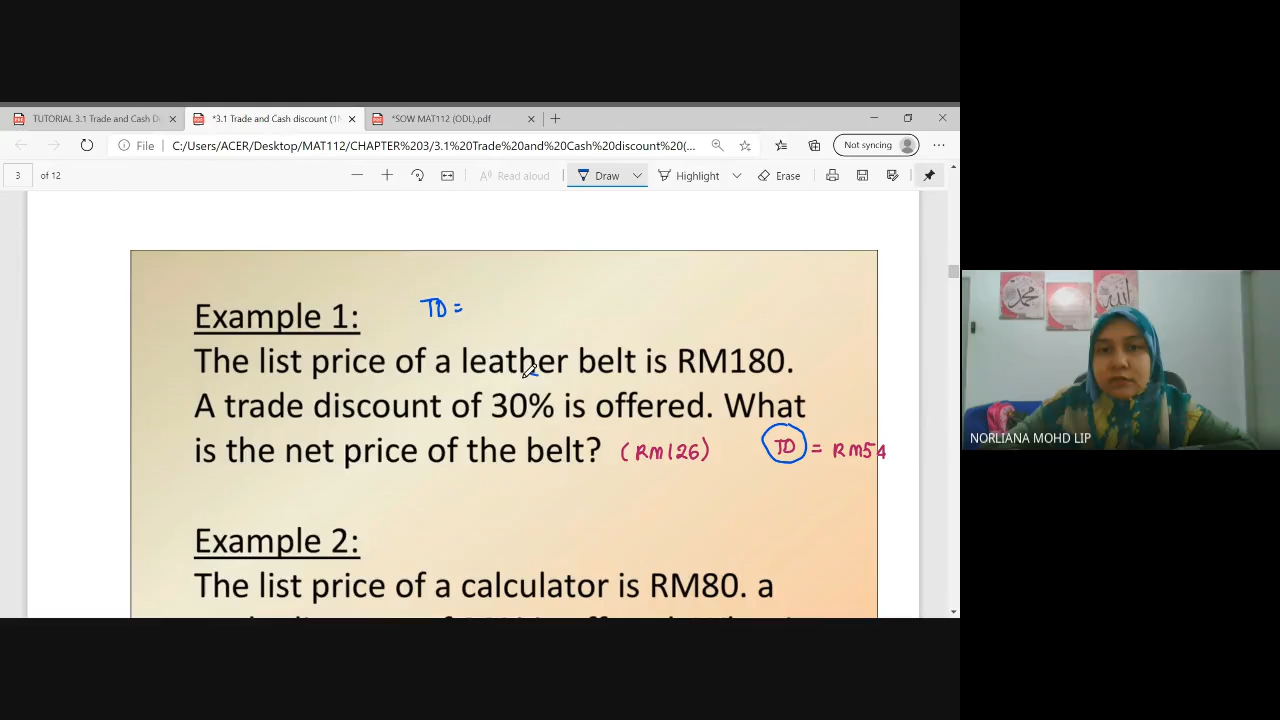 TUTORIAL 3.1 Trade and Cash Di
*3.1 Trade and Cash discount (1M
*SOW MAT112 (ODL).pdf
File
C:/Users/ACER/Desktop/MAT112/CHAPTER%203/3.1%20Trade%20and%20Cash%20discount%20(...
Not syncing
3 of 12
Read aloud
Draw
Highlight
Erase
Example 1:
TD =
The list price of a leather belt is RM180.
A trade discount of 30% is offered. What
is the net price of the belt? (RM126) TD = RM54
Example 2:
The list price of a calculator is RM80. a
NORLIANA MOHD LIP